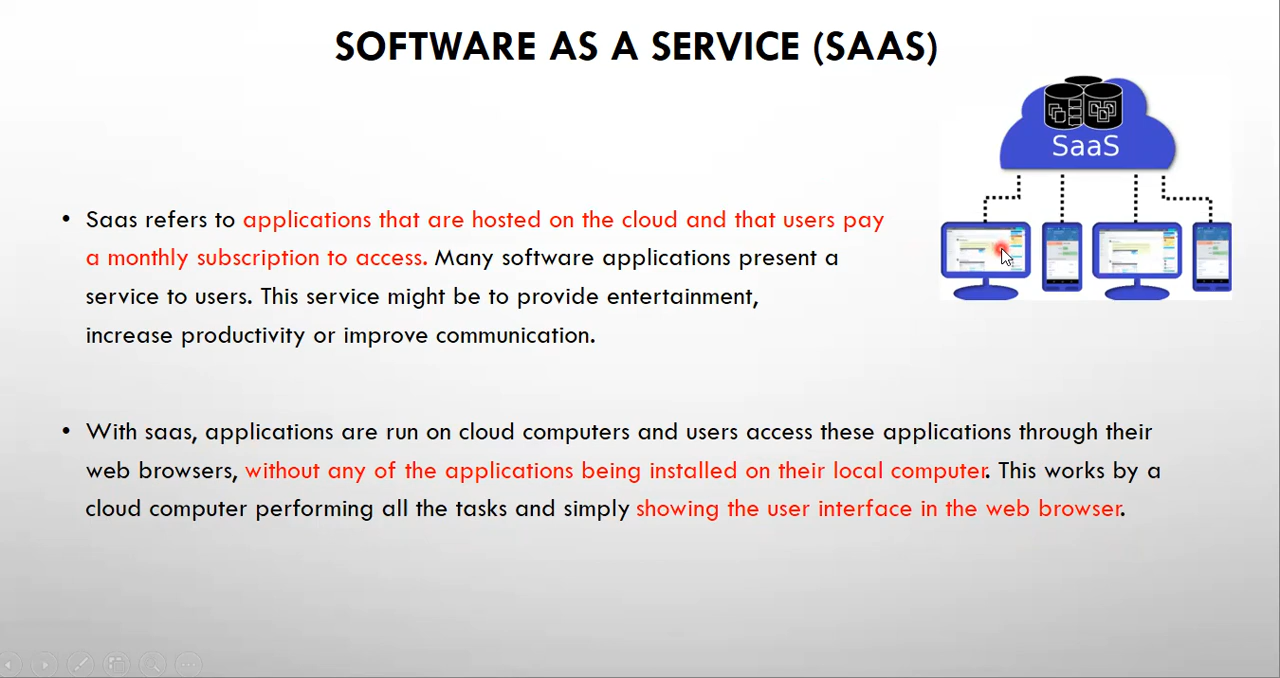 SOFTWARE AS A SERVICE (SAAS)
SaaS
• Saas refers to applications that are hosted on the cloud and that users pay
a monthly subscription to access. Many software applications present a
service to users. This service might be to provide entertainment,
increase productivity or improve communication.
• With saas, applications are run on cloud computers and users access these applications through their
web browsers, without any of the applications being installed on their local computer. This works by a
cloud computer performing all the tasks and simply showing the user interface in the web browser.